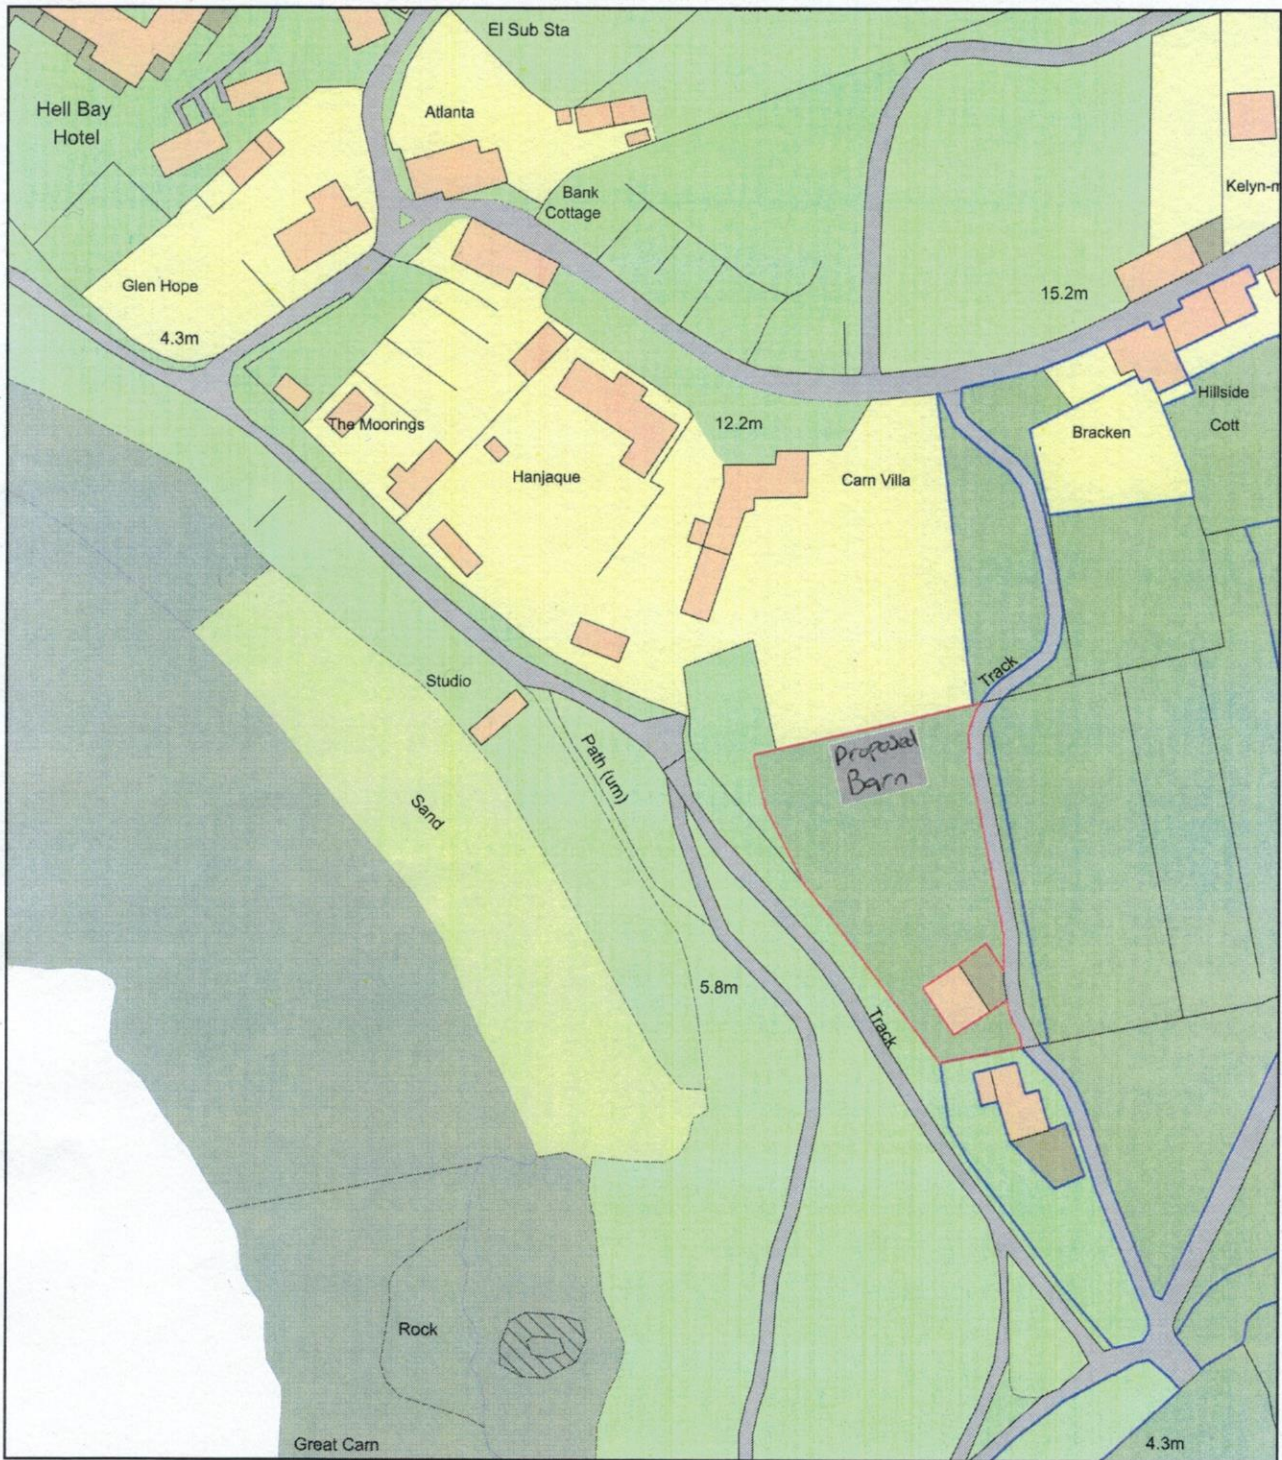 El Sub Sta
Hell Bay
Hotel
Atlanta
Bank
Cottage
Kelyn-m
Glen Hope
4.3m
15.2m
The Moorings
12.2m
Hillside
Cott
Bracken
Hanjaque
Carn Villa
Track
Studio
Path (um)
Proposed
Barn
Sand
5.8m
Track
Rock
Great Carn
4.3m